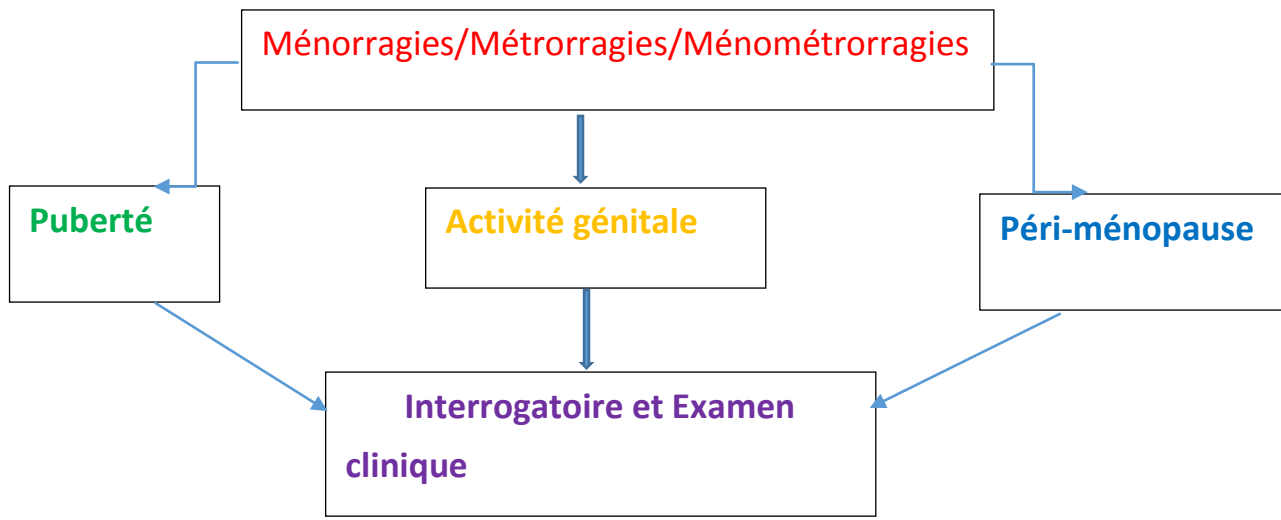 Ménorragies/Métrorragies/Ménométrorragies
Puberté
Activité génitale
Péri-ménopause
Interrogatoire et Examen
clinique